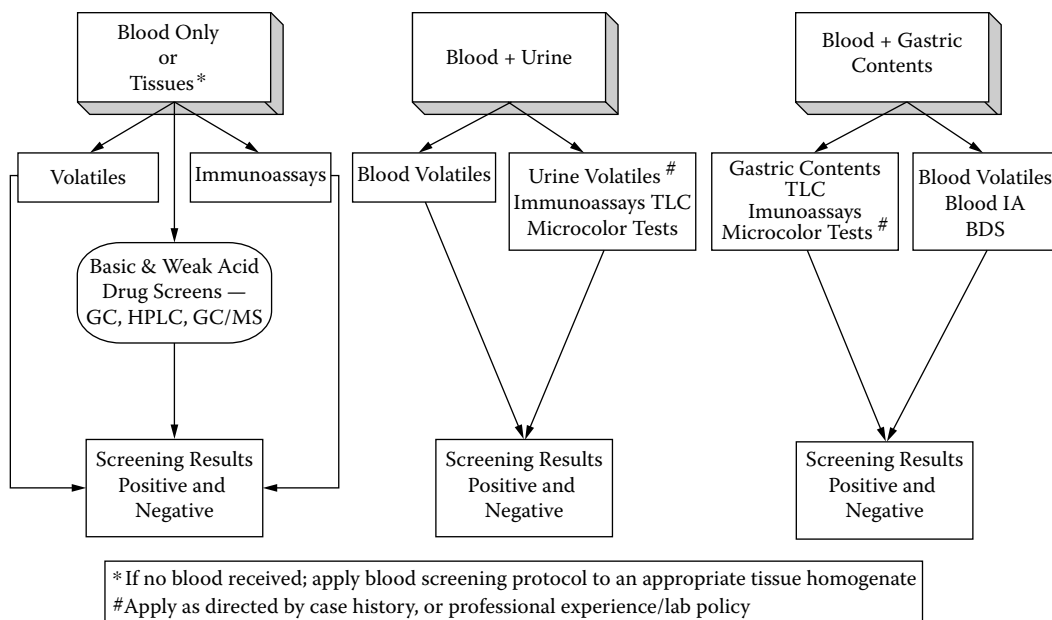 Blood Only
or
Tissues*
Blood + Urine
Blood + Gastric
Contents
Volatiles
Immunoassays
Blood Volatiles
Urine Volatiles #
Immunoassays TLC
Microcolor Tests
Gastric Contents
TLC
Imunoassays
Microcolor Tests #
Blood Volatiles
Blood IA
BDS
Basic & Weak Acid
Drug Screens —
GC, HPLC, GC/MS
Screening Results
Positive and
Negative
Screening Results
Positive and
Negative
Screening Results
Positive and
Negative
*If no blood received; apply blood screening protocol to an appropriate tissue homogenate
#Apply as directed by case history, or professional experience/lab policy